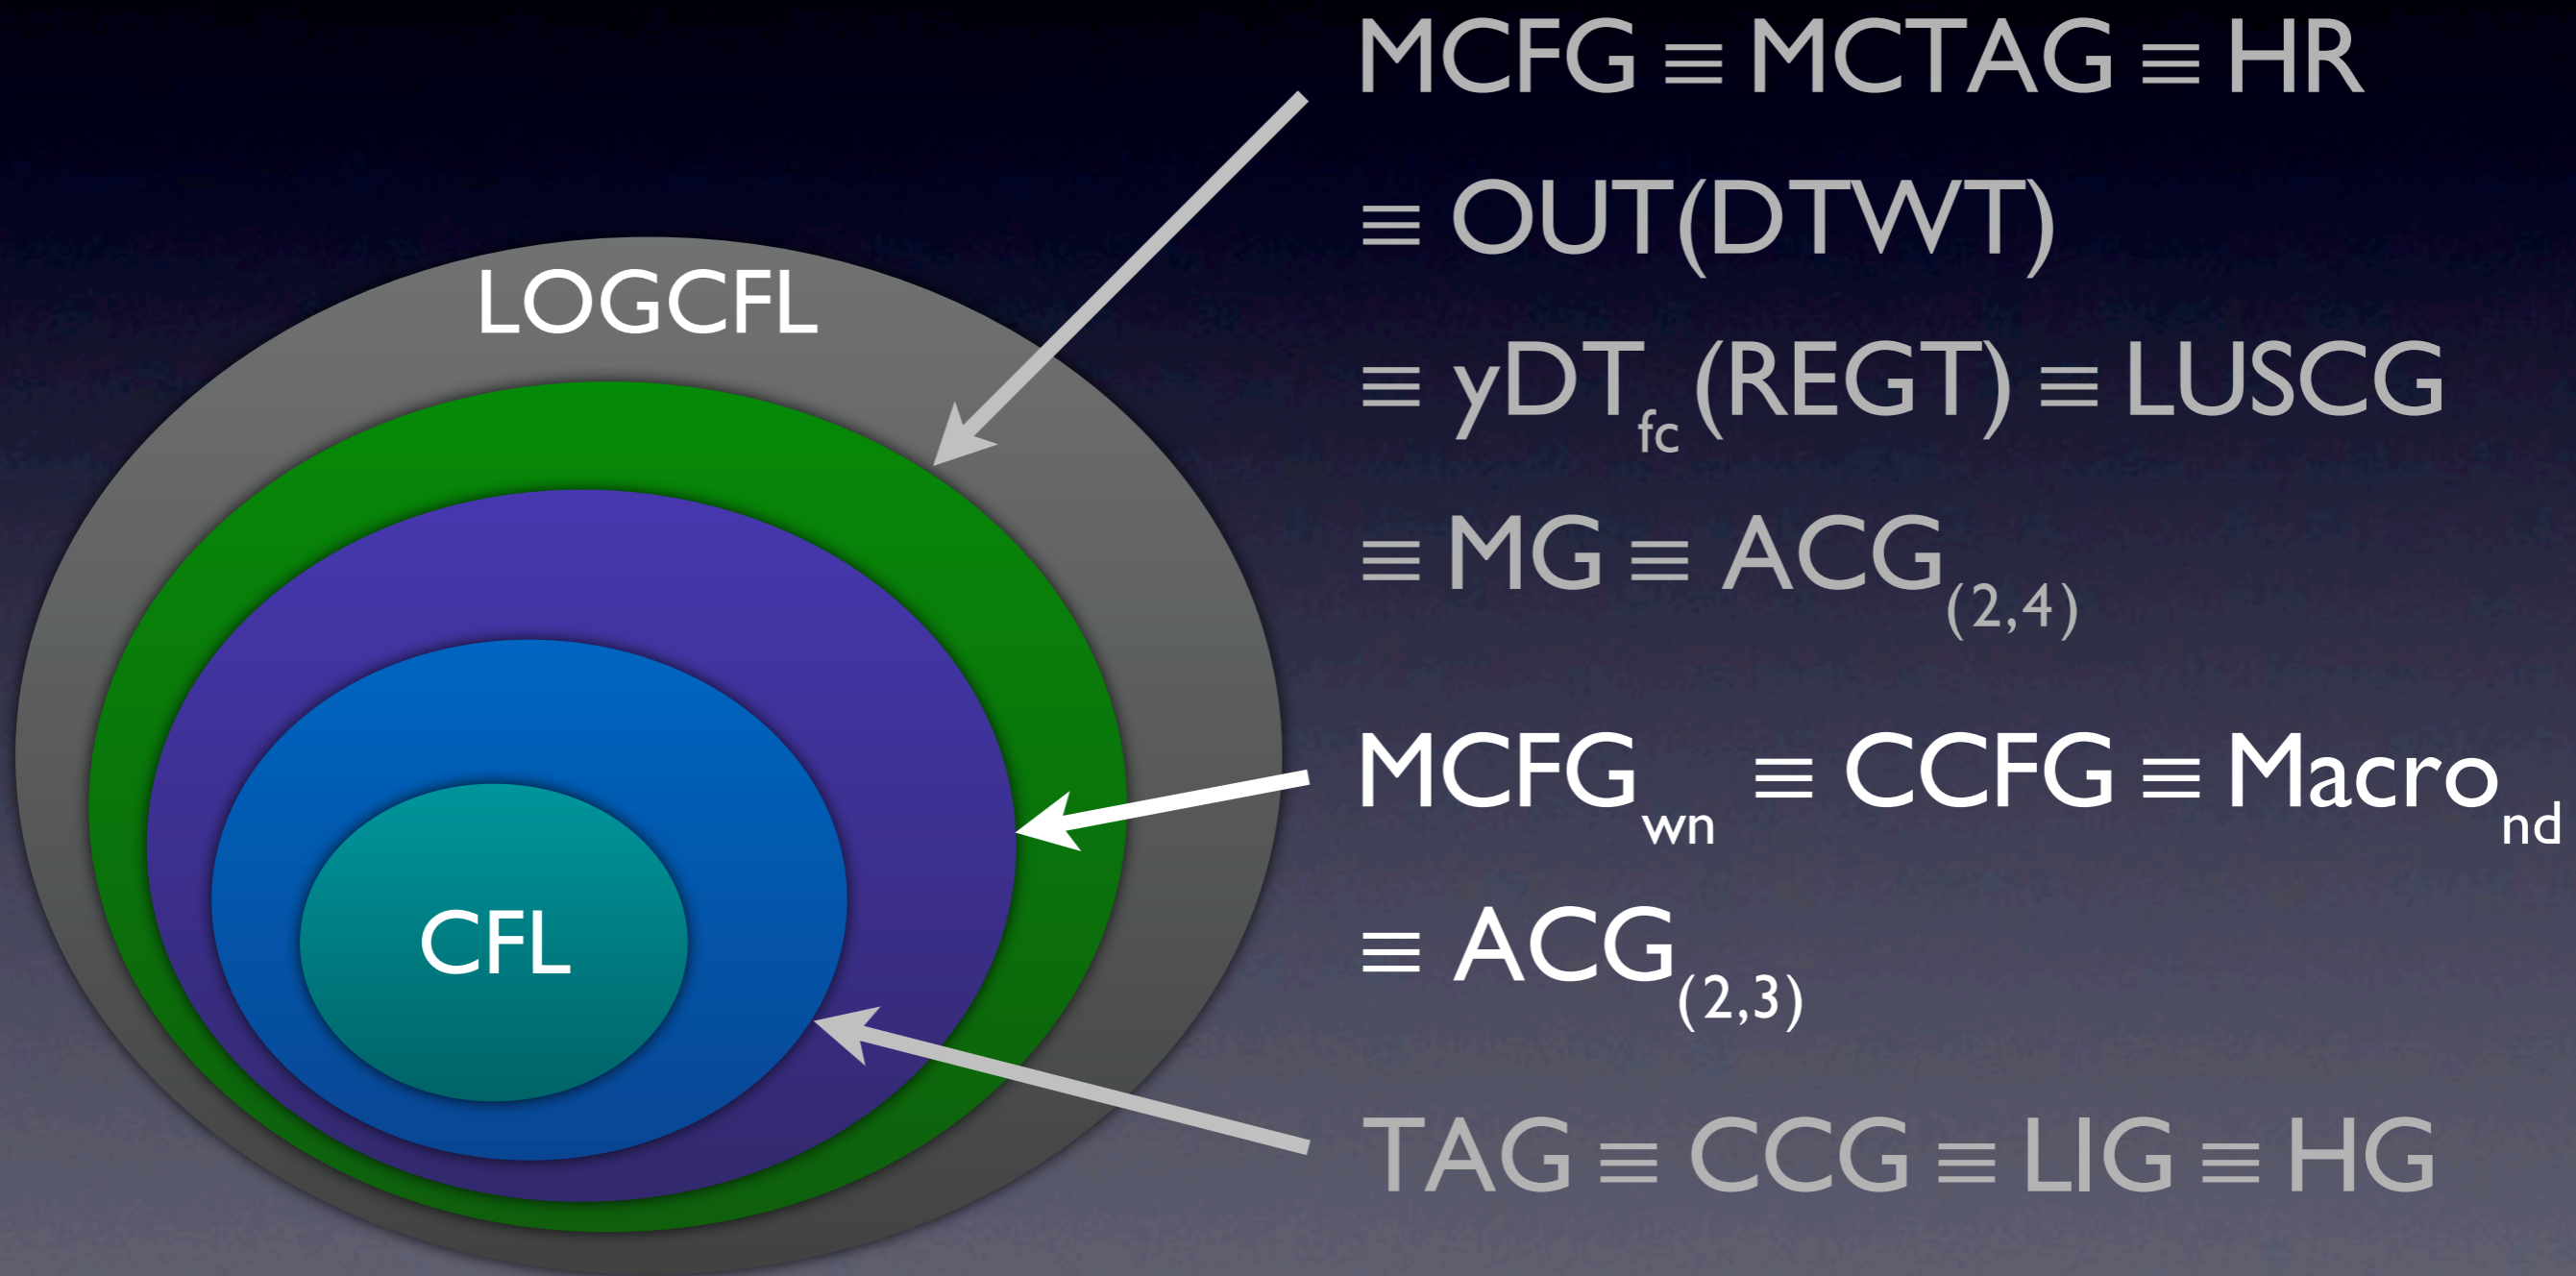 MCFG ≡ MCTAG ≡ HR
≡ OUT(DTWT)
LOGCFL
≡ yDT_fc (REGT) ≡ LUSCG
≡ MG ≡ ACG_(2,4)
MCFG_wn ≡ CCFG ≡ Macro_nd
CFL
≡ ACG_(2,3)
TAG ≡ CCG ≡ LIG ≡ HG